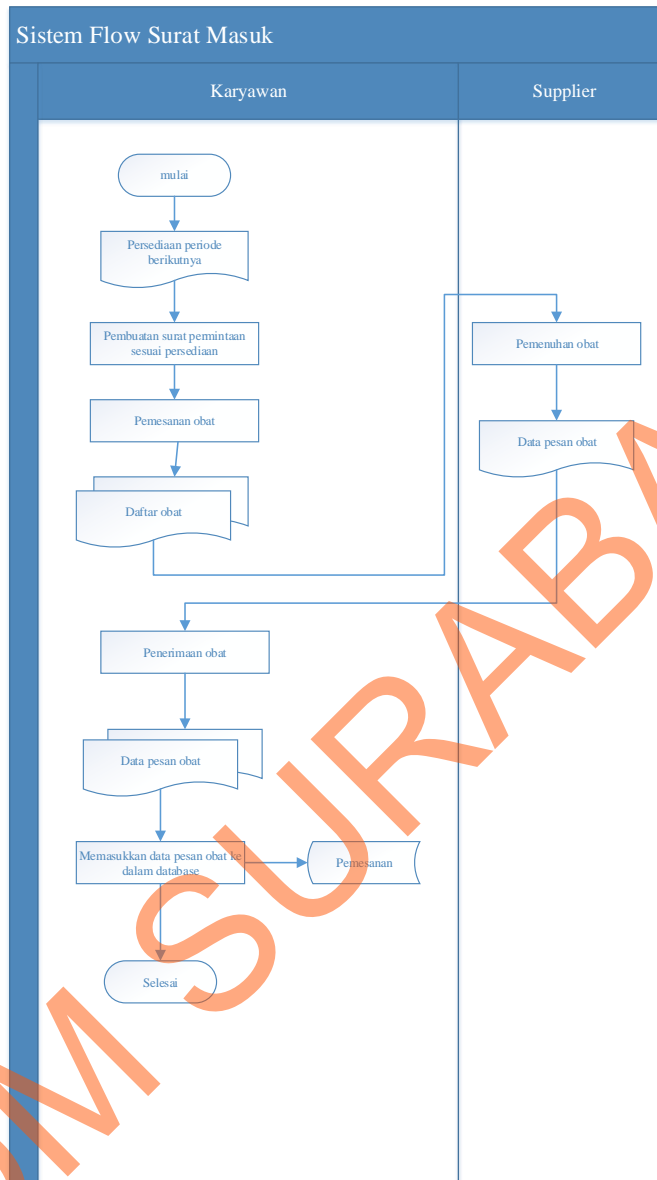 Sistem Flow Surat Masuk
Karyawan
Supplier
mulai
Persediaan periode
berikutnya
Pembuatan surat permintaan
sesuai persediaan
Pemenuhan obat
Pemesanan obat
Data pesan obat
Daftar obat
Penerimaan obat
Data pesan obat
Memasukkan data pesan obat ke
dalam database
Pemesanan
Selesai
M SURABA